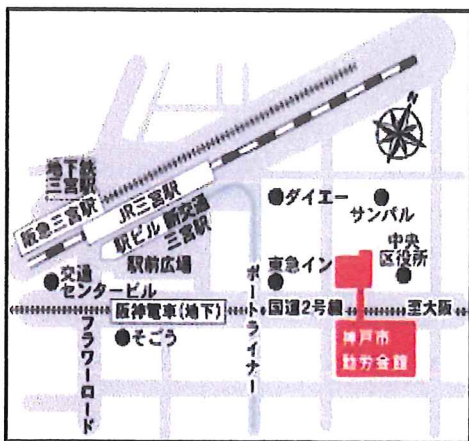 N
地下鉄
三宮駅
阪急三宮駅
JR三宮駅
駅ビル 新交通
三宮駅
駅前広場
ダイエー
サンパル
中央
区役所
東急イン
交通
センタービル
阪神電車(地下)
国道2号線
至大阪
そごう
フラワーロード
ポートライナー
神戸市
勤労会館